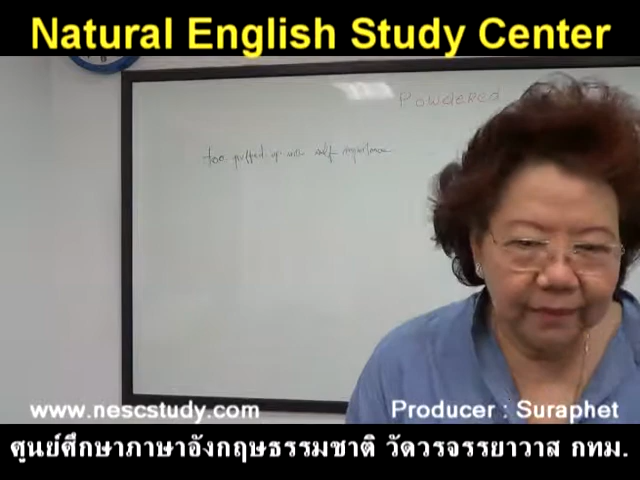 Natural English Study Center
Powdered
too puffed up with self importance
www.nescstudy.com
Producer : Suraphet
ศูนย์ศึกษาภาษาอังกฤษธรรมชาติ วัดวรจรรยาวาส กทม.